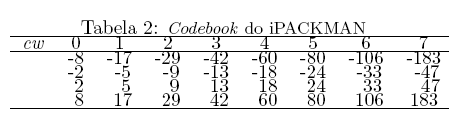 Tabela 2: Codebook do iPACKMAN
cw 0 1 2 3 4 5 6 7
-8 -17 -29 -42 -60 -80 -106 -183
-2 -5 -9 -13 -18 -24 -33 -47
2 5 9 13 18 24 33 47
8 17 29 42 60 80 106 183